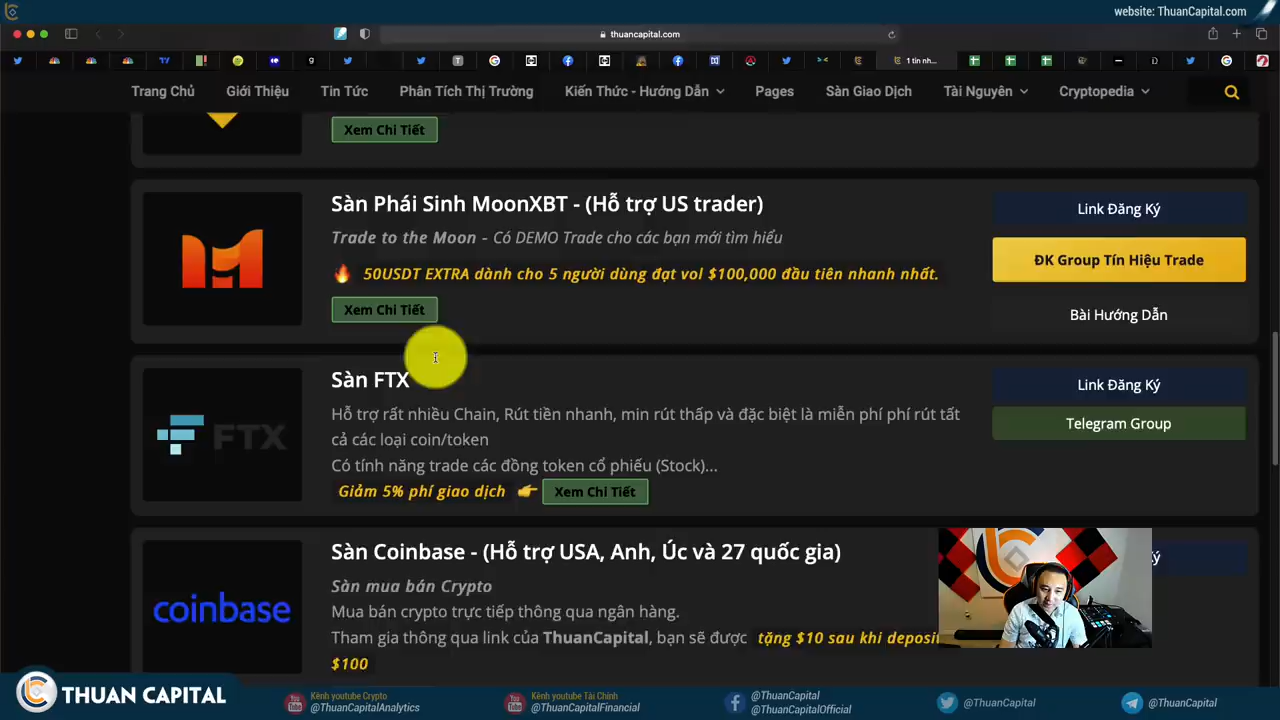 website: ThuanCapital.com
thuancapital.com
1 tin nh...
Trang Chủ
Giới Thiệu
Tin Tức
Phân Tích Thị Trường
Kiến Thức - Hướng Dẫn
Pages
Sàn Giao Dịch
Tài Nguyên
Cryptopedia
Xem Chi Tiết
Sàn Phái Sinh MoonXBT - (Hỗ trợ US trader)
Trade to the Moon - Có DEMO Trade cho các bạn mới tìm hiểu
50USDT EXTRA dành cho 5 người dùng đạt vol $100,000 đầu tiên nhanh nhất.
Xem Chi Tiết
Link Đăng Ký
ĐK Group Tín Hiệu Trade
Bài Hướng Dẫn
FTX
Sàn FTX
Hỗ trợ rất nhiều Chain, Rút tiền nhanh, min rút thấp và đặc biệt là miễn phí phí rút tất
cả các loại coin/token
Có tính năng trade các đồng token cổ phiếu (Stock)...
Giảm 5% phí giao dịch 👉 Xem Chi Tiết
Link Đăng Ký
Telegram Group
coinbase
Sàn Coinbase - (Hỗ trợ USA, Anh, Úc và 27 quốc gia)
Sàn mua bán Crypto
Mua bán crypto trực tiếp thông qua ngân hàng.
Tham gia thông qua link của ThuanCapital, bạn sẽ được tặng $10 sau khi deposit
$100
ý
THUAN CAPITAL
Kênh youtube Crypto
@ThuanCapitalAnalytics
Kênh youtube Tài Chính
@ThuanCapitalFinancial
@ThuanCapital
@ThuanCapitalOfficial
@ThuanCapital
@ThuanCapital